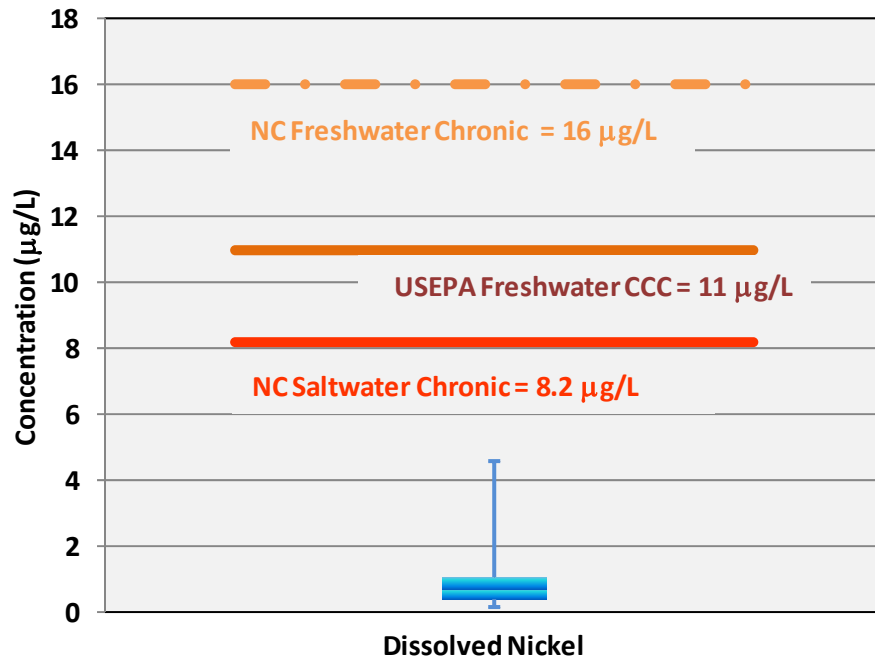 18
16
NC Freshwater Chronic = 16 µg/L
14
12
10
USEPA Freshwater CCC = 11 µg/L
8
NC Saltwater Chronic = 8.2 µg/L
6
4
2
0
Concentration (µg/L)
Dissolved Nickel